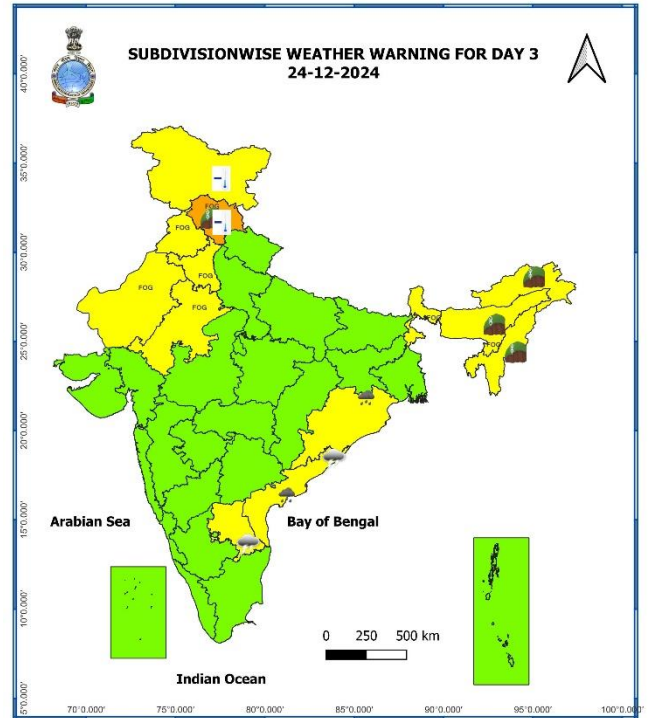 SUBDIVISIONWISE WEATHER WARNING FOR DAY 3
24-12-2024
40°0.000'
35°0.000'
30°0.000'
25°0.000'
20°0.000'
15°0.000'
10°0.000'
5°0.000'
FOG
FOG
FOG
FOG
FOG
FOG
FOG
Arabian Sea
Bay of Bengal
0 250 500 km
Indian Ocean
70°0.000' 75°0.000' 80°0.000' 85°0.000' 90°0.000' 95°0.000' 100°0.000'